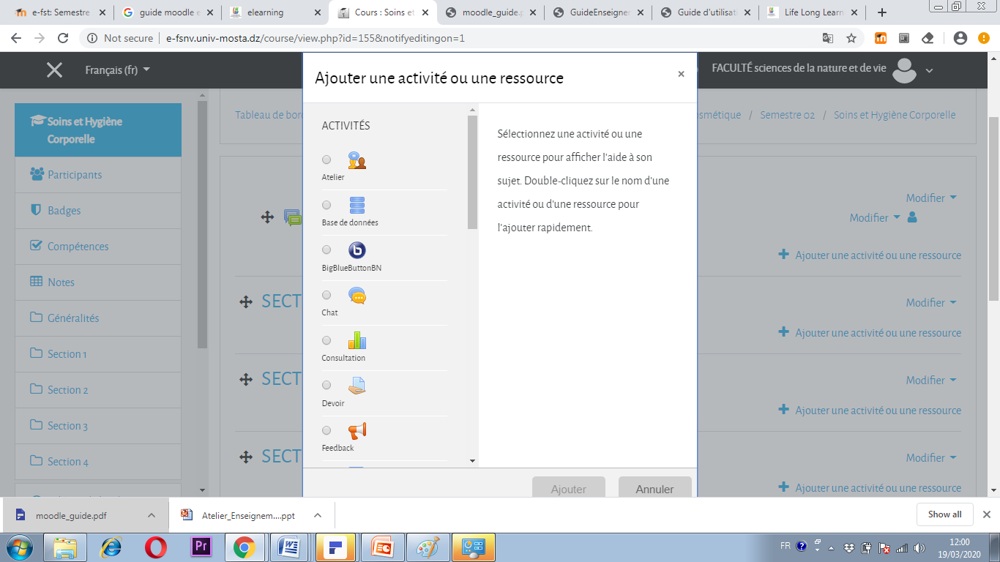 e-fst: Semestre
guide moodle e
elearning
Cours : Soins et
moodle_guide.p
GuideEnseigner
Guide d'utilisat
Life Long Learn
Not secure
e-fsnv.univ-mosta.dz/course/view.php?id=155&notifyeditingon=1
Français (fr)
FACULTÉ sciences de la nature et de vie
Soins et Hygiène
Corporelle
Participants
Badges
Compétences
Notes
Généralités
Section 1
Section 2
Section 3
Section 4
Tableau de bord
smétique / Semestre 02 / Soins et Hygiène Corporelle
Modifier
Modifier
Ajouter une activité ou une ressource
SECT
Modifier
Ajouter une activité ou une ressource
SECT
Modifier
Ajouter une activité ou une ressource
SECT
Modifier
Ajouter une activité ou une ressource
Ajouter une activité ou une ressource
×
ACTIVITÉS
Atelier
Base de données
BigBlueButtonBN
Chat
Consultation
Devoir
Feedback
Sélectionnez une activité ou une
ressource pour afficher l'aide à son
sujet. Double-cliquez sur le nom d'une
activité ou d'une ressource pour
l'ajouter rapidement.
Ajouter
Annuler
moodle_guide.pdf
Atelier_Enseignem....ppt
Show all
Pr
FR
12:00
19/03/2020